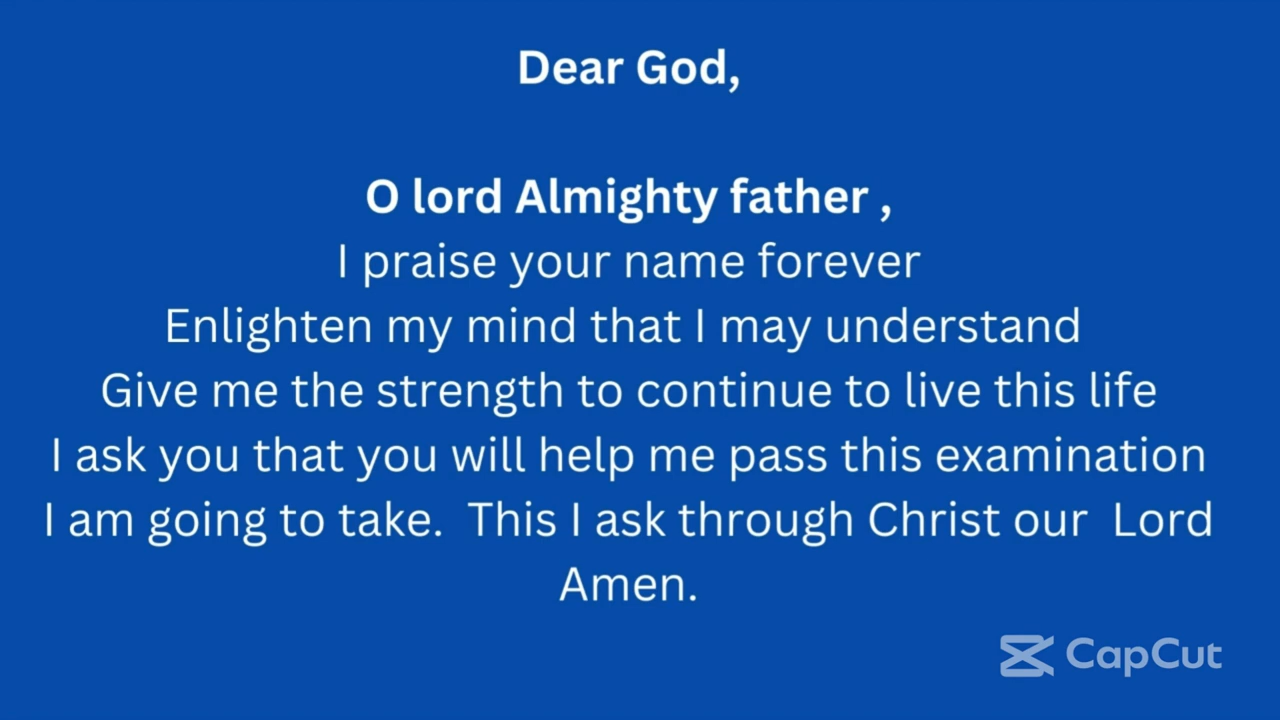 Dear God,
O lord Almighty father ,
I praise your name forever
Enlighten my mind that I may understand
Give me the strength to continue to live this life
I ask you that you will help me pass this examination
I am going to take.  This I ask through Christ our  Lord
Amen.
CapCut